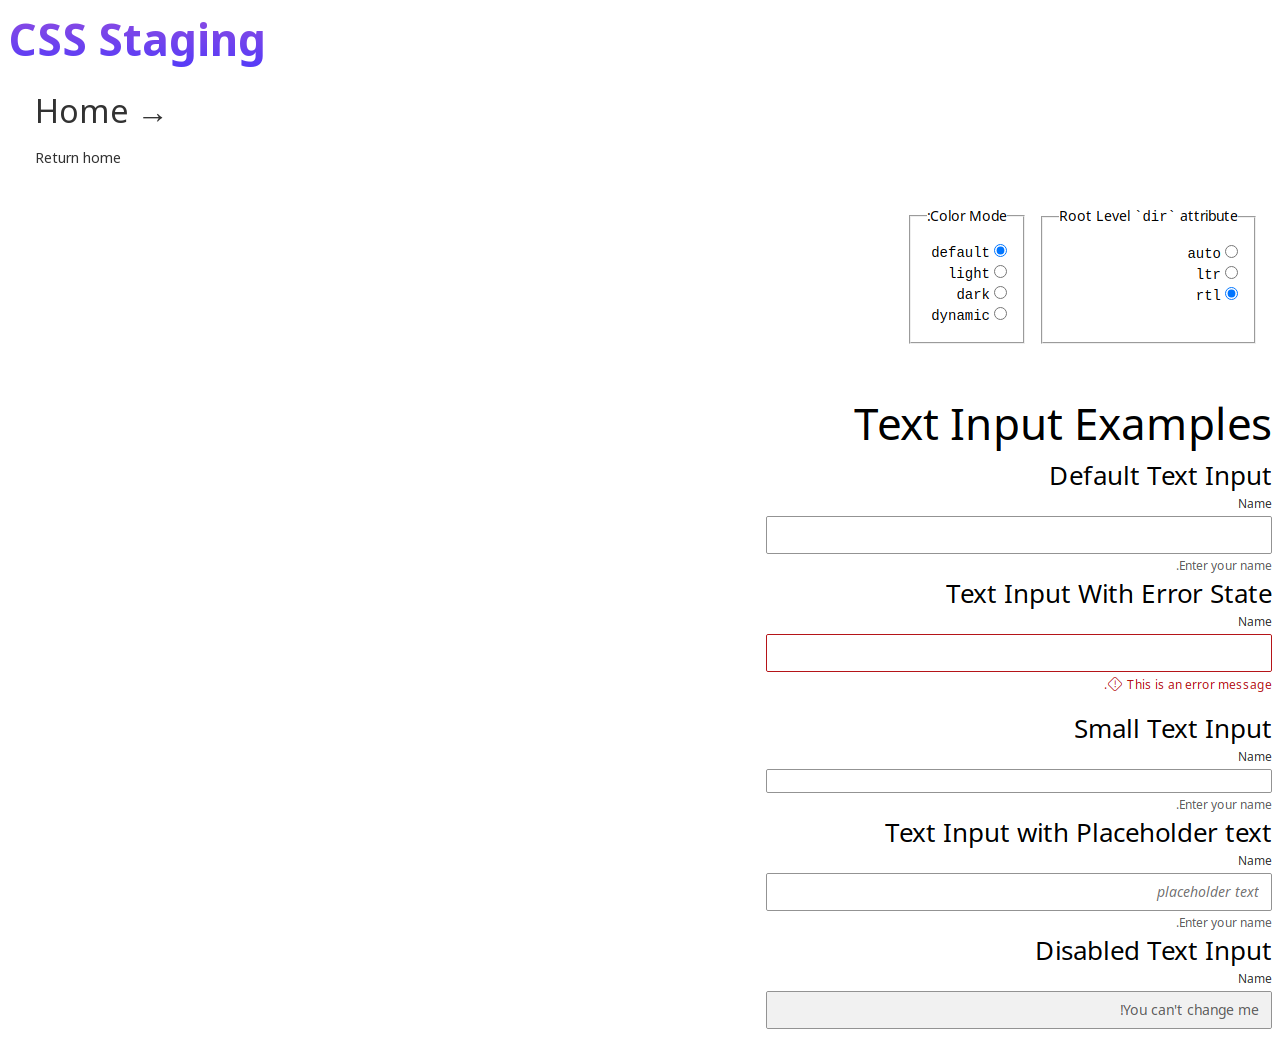 CSS Staging
Home →
Return home
Root Level `dir` attribute
auto
ltr
rtl
:Color Mode
default
light
dark
dynamic
Text Input Examples
Default Text Input
Name
.Enter your name
Text Input With Error State
Name
This is an error message.
Small Text Input
Name
.Enter your name
Text Input with Placeholder text
Name
placeholder text
.Enter your name
Disabled Text Input
Name
!You can't change me